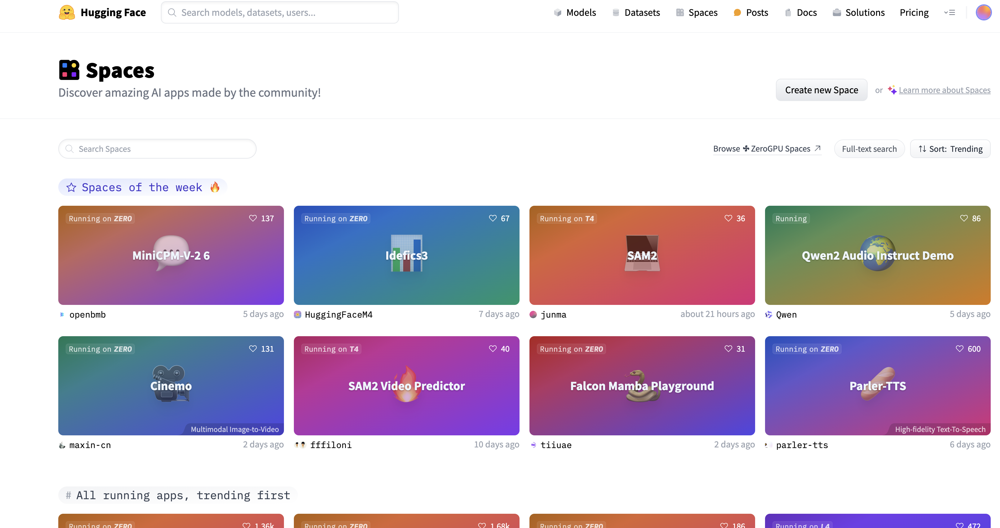 Hugging Face
Search models, datasets, users...
Models
Datasets
Spaces
Posts
Docs
Solutions
Pricing
Spaces
Discover amazing AI apps made by the community!
Create new Space
or
Learn more about Spaces
Search Spaces
Browse ZeroGPU Spaces
Full-text search
Sort: Trending
Spaces of the week 🔥
Running on ZERO
137
MiniCPM-V-2 6
openbmb
5 days ago
Running on ZERO
67
Idefics3
HuggingFaceM4
7 days ago
Running on T4
36
SAM2
junma
about 21 hours ago
Running
86
Qwen2 Audio Instruct Demo
Qwen
5 days ago
Running on ZERO
131
Cinemo
Multimodal Image-to-Video
maxin-cn
2 days ago
Running on T4
40
SAM2 Video Predictor
fffiloni
10 days ago
Running on ZERO
31
Falcon Mamba Playground
tiiuae
2 days ago
Running on ZERO
600
Parler-TTS
High-fidelity Text-To-Speech
parler-tts
6 days ago
# All running apps, trending first
Running on ZERO
1.36k
Running on ZERO
1.68k
Running on ZERO
186
Running on L4
472